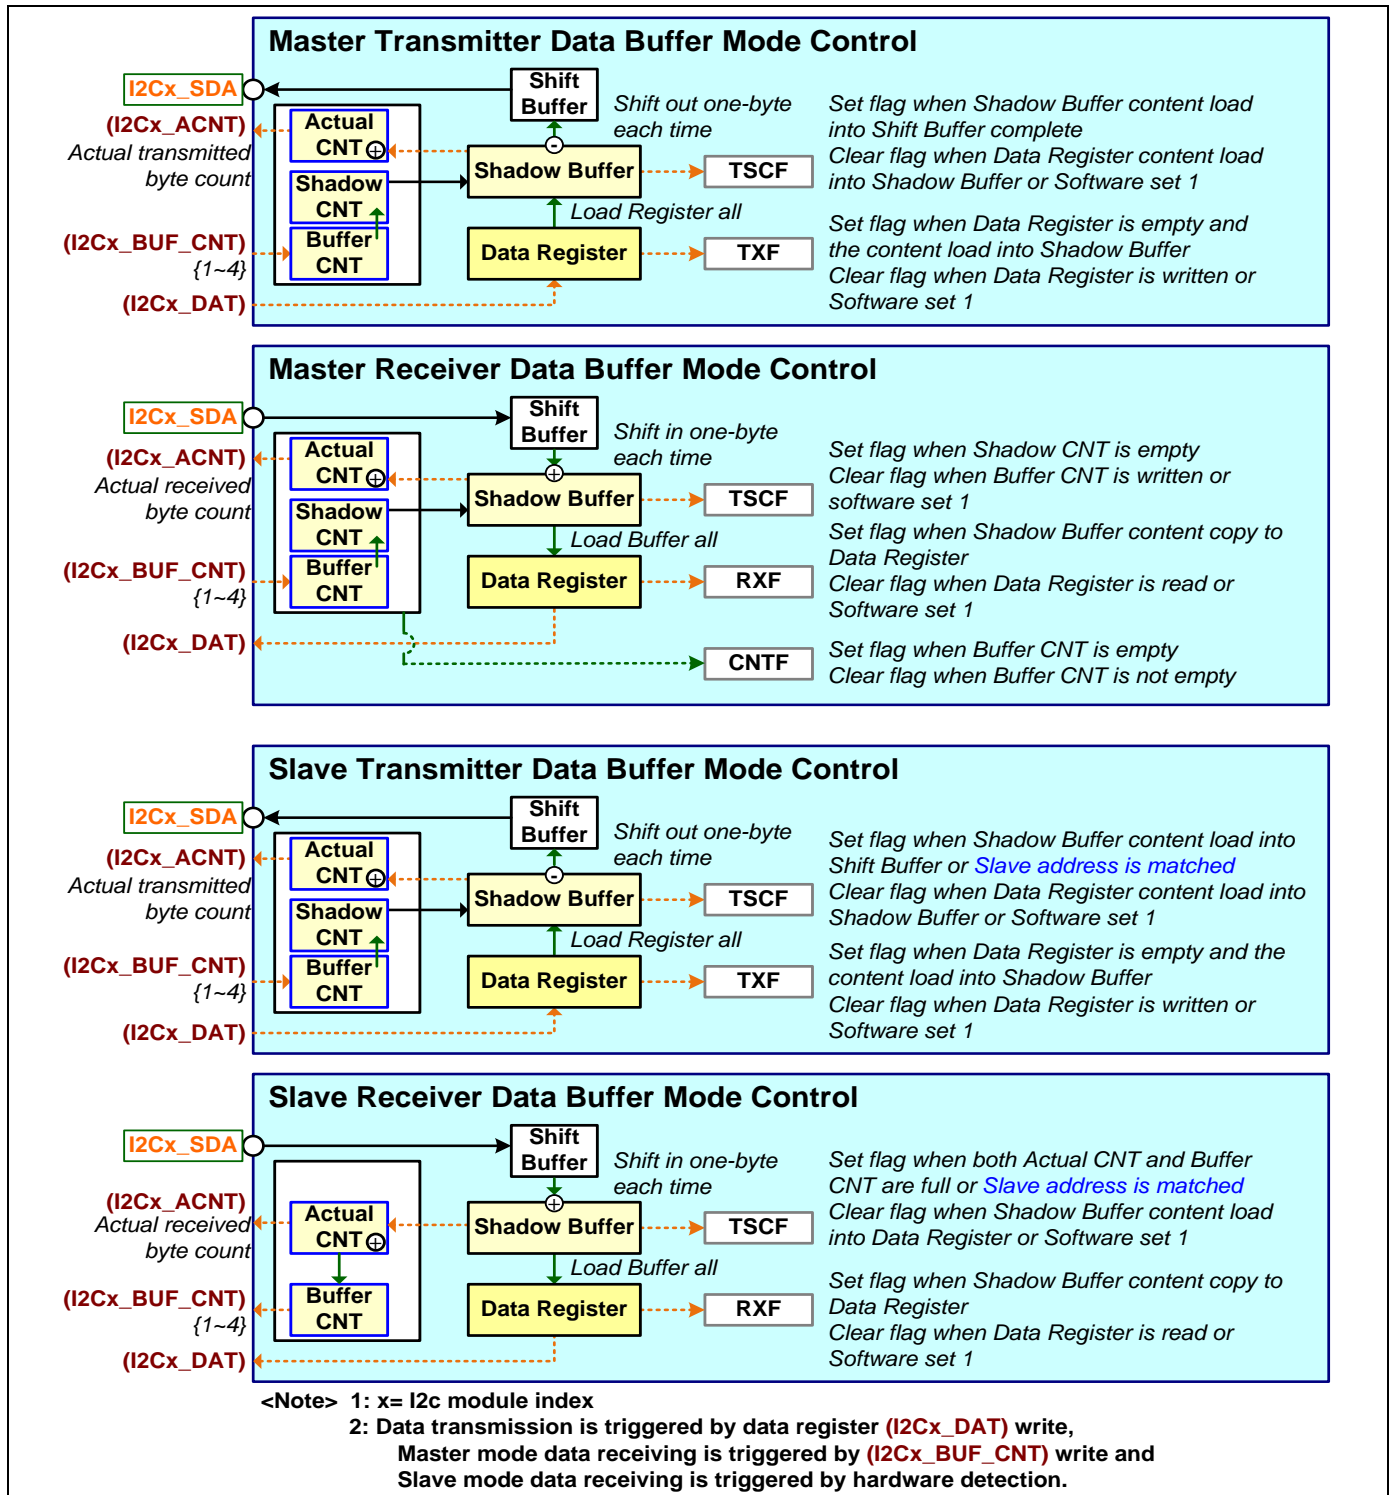 Master Transmitter Data Buffer Mode Control
I2Cx_SDA
Shift
Buffer
Shift out one-byte
each time
(I2Cx_ACNT)
Actual transmitted
byte count
Actual
CNT
Shadow
CNT
Buffer
CNT
(I2Cx_BUF_CNT)
{1~4}
(I2Cx_DAT)
-
+
Shadow Buffer
Load Register all
Data Register
TSCF
TXF
Set flag when Shadow Buffer content load
into Shift Buffer complete
Clear flag when Data Register content load
into Shadow Buffer or Software set 1
Set flag when Data Register is empty and
the content load into Shadow Buffer
Clear flag when Data Register is written or
Software set 1
Master Receiver Data Buffer Mode Control
I2Cx_SDA
Shift
Buffer
Shift in one-byte
each time
(I2Cx_ACNT)
Actual received
byte count
Actual
CNT
Shadow
CNT
Buffer
CNT
(I2Cx_BUF_CNT)
{1~4}
(I2Cx_DAT)
+
+
Shadow Buffer
Load Buffer all
Data Register
TSCF
RXF
CNTF
Set flag when Shadow CNT is empty
Clear flag when Buffer CNT is written or
software set 1
Set flag when Shadow Buffer content copy to
Data Register
Clear flag when Data Register is read or
Software set 1
Set flag when Buffer CNT is empty
Clear flag when Buffer CNT is not empty
Slave Transmitter Data Buffer Mode Control
I2Cx_SDA
Shift
Buffer
Shift out one-byte
each time
(I2Cx_ACNT)
Actual transmitted
byte count
Actual
CNT
Shadow
CNT
Buffer
CNT
(I2Cx_BUF_CNT)
{1~4}
(I2Cx_DAT)
-
+
Shadow Buffer
Load Register all
Data Register
TSCF
TXF
Set flag when Shadow Buffer content load into
Shift Buffer or Slave address is matched
Clear flag when Data Register content load into
Shadow Buffer or Software set 1
Set flag when Data Register is empty and the
content load into Shadow Buffer
Clear flag when Data Register is written or
Software set 1
Slave Receiver Data Buffer Mode Control
I2Cx_SDA
Shift
Buffer
Shift in one-byte
each time
(I2Cx_ACNT)
Actual received
byte count
Actual
CNT
Buffer
CNT
(I2Cx_BUF_CNT)
{1~4}
(I2Cx_DAT)
+
+
Shadow Buffer
Load Buffer all
Data Register
TSCF
RXF
Set flag when both Actual CNT and Buffer
CNT are full or Slave address is matched
Clear flag when Shadow Buffer content load
into Data Register or Software set 1
Set flag when Shadow Buffer content copy to
Data Register
Clear flag when Data Register is read or
Software set 1
<Note> 1: x= I2c module index
2: Data transmission is triggered by data register (I2Cx_DAT) write,
Master mode data receiving is triggered by (I2Cx_BUF_CNT) write and
Slave mode data receiving is triggered by hardware detection.